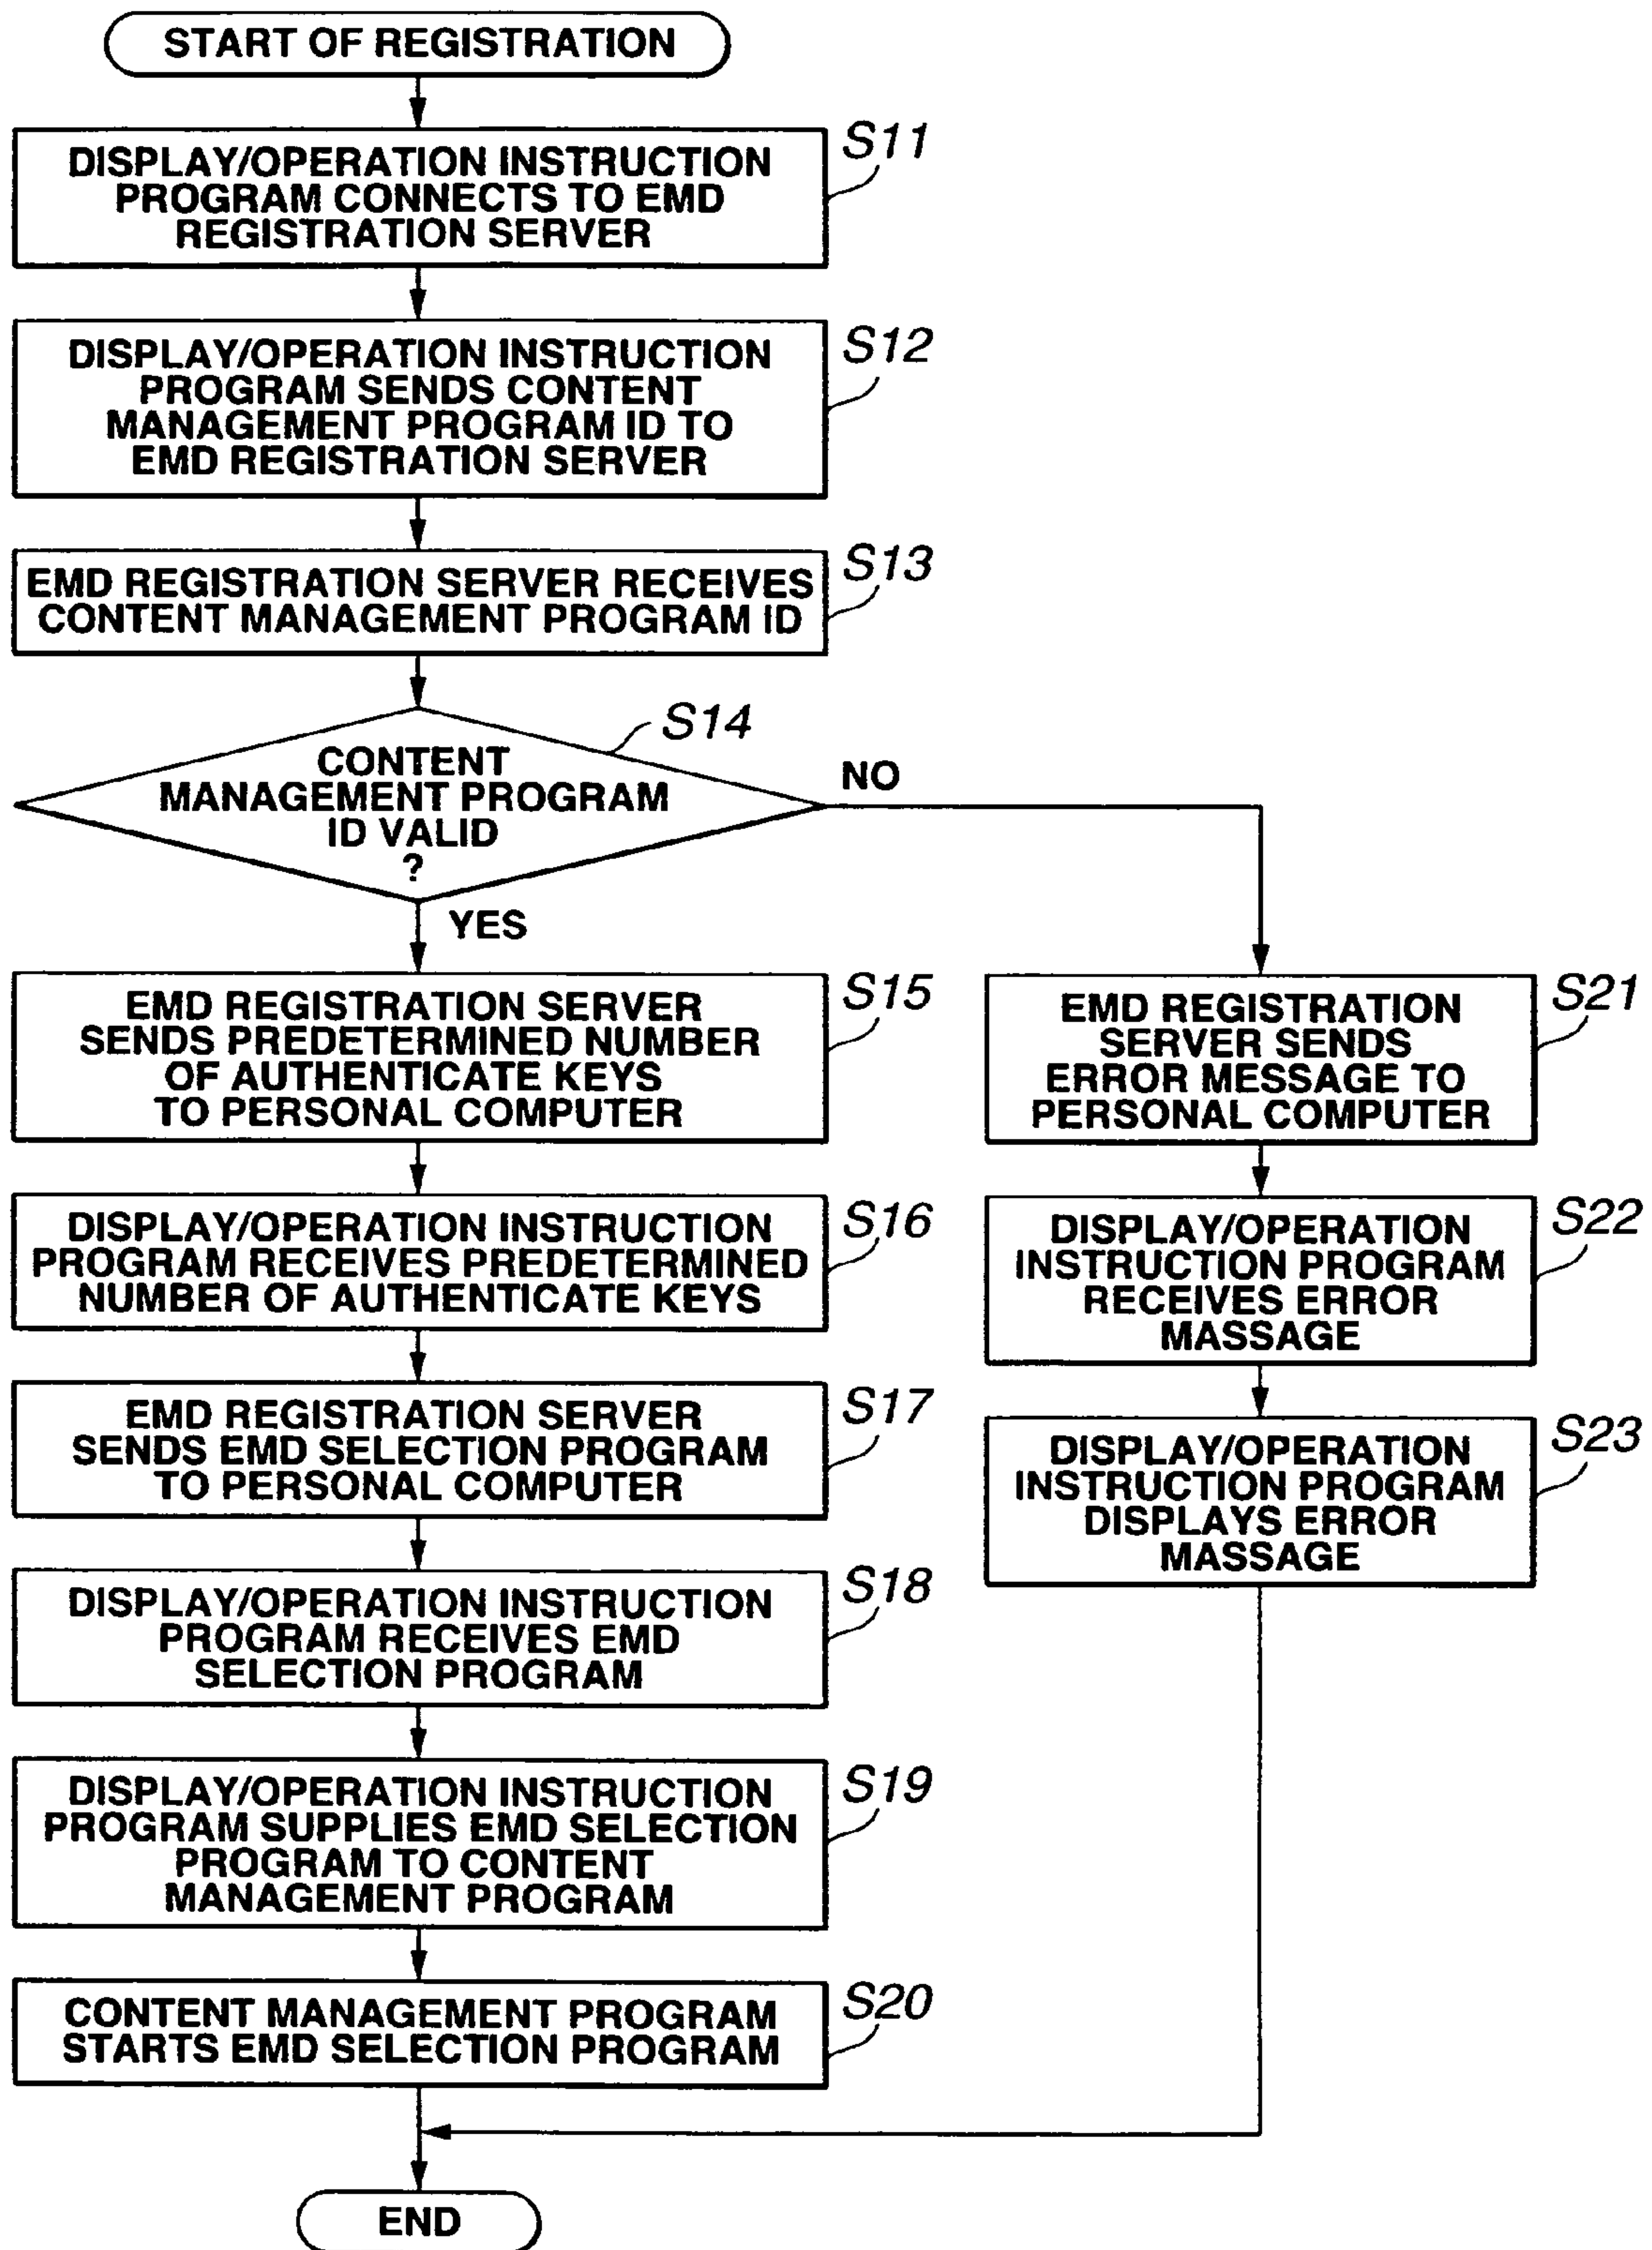 START OF REGISTRATION
S11
DISPLAY/OPERATION INSTRUCTION
PROGRAM CONNECTS TO EMD
REGISTRATION SERVER
S12
DISPLAY/OPERATION INSTRUCTION
PROGRAM SENDS CONTENT
MANAGEMENT PROGRAM ID TO
EMD REGISTRATION SERVER
S13
EMD REGISTRATION SERVER RECEIVES
CONTENT MANAGEMENT PROGRAM ID
S14
CONTENT
MANAGEMENT PROGRAM
ID VALID
?
NO
YES
S15
EMD REGISTRATION SERVER
SENDS PREDETERMINED NUMBER
OF AUTHENTICATE KEYS
TO PERSONAL COMPUTER
S16
DISPLAY/OPERATION INSTRUCTION
PROGRAM RECEIVES PREDETERMINED
NUMBER OF AUTHENTICATE KEYS
S17
EMD REGISTRATION SERVER
SENDS EMD SELECTION PROGRAM
TO PERSONAL COMPUTER
S18
DISPLAY/OPERATION INSTRUCTION
PROGRAM RECEIVES EMD
SELECTION PROGRAM
S19
DISPLAY/OPERATION INSTRUCTION
PROGRAM SUPPLIES EMD SELECTION
PROGRAM TO CONTENT
MANAGEMENT PROGRAM
S20
CONTENT MANAGEMENT PROGRAM
STARTS EMD SELECTION PROGRAM
S21
EMD REGISTRATION
SERVER SENDS
ERROR MESSAGE TO
PERSONAL COMPUTER
S22
DISPLAY/OPERATION
INSTRUCTION PROGRAM
RECEIVES ERROR
MASSAGE
S23
DISPLAY/OPERATION
INSTRUCTION PROGRAM
DISPLAYS ERROR
MASSAGE
END